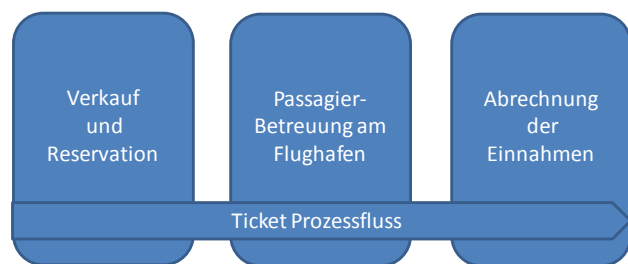 Verkauf
und
Reservation
Passagier-
Betreuung am
Flughafen
Abrechnung
der
Einnahmen
Ticket Prozessfluss